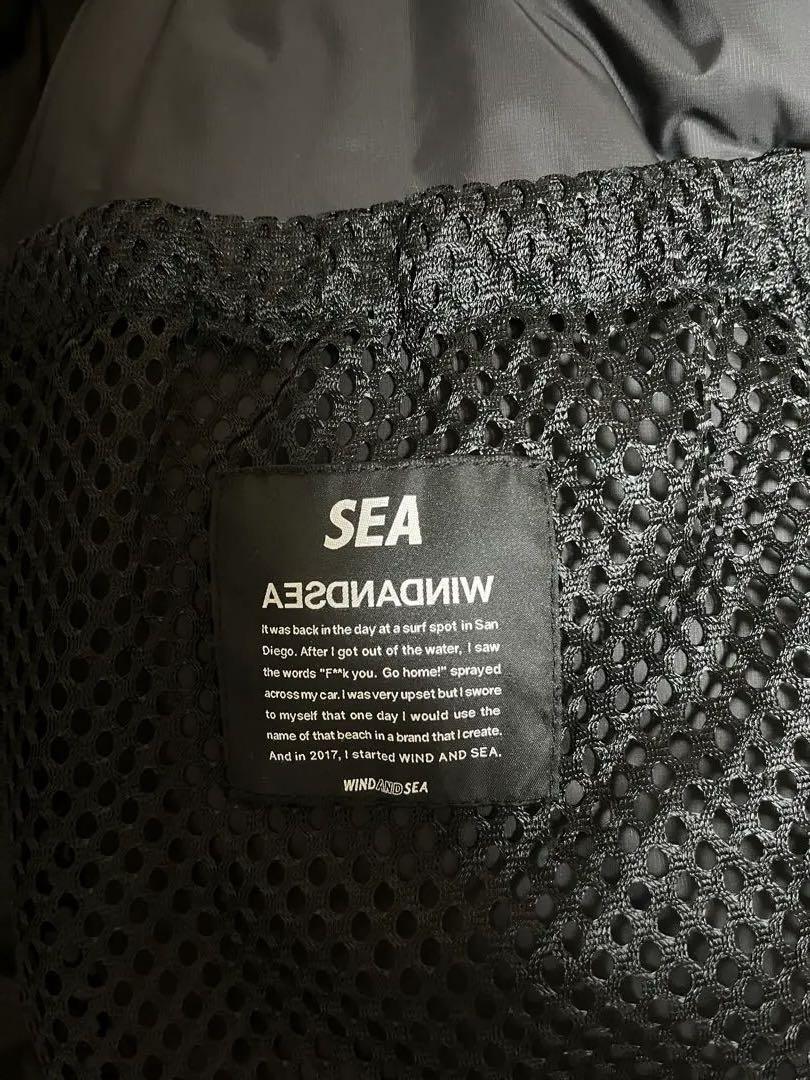 SEA
WINDANDSEA
It was back in the day at a surf spot in San
Diego. After I got out of the water, I saw
the words "F**k you. Go home!" sprayed
across my car. I was very upset but I swore
to myself that one day I would use the
name of that beach in a brand that I create.
And in 2017, I started WIND AND SEA.
WINDANDSEA